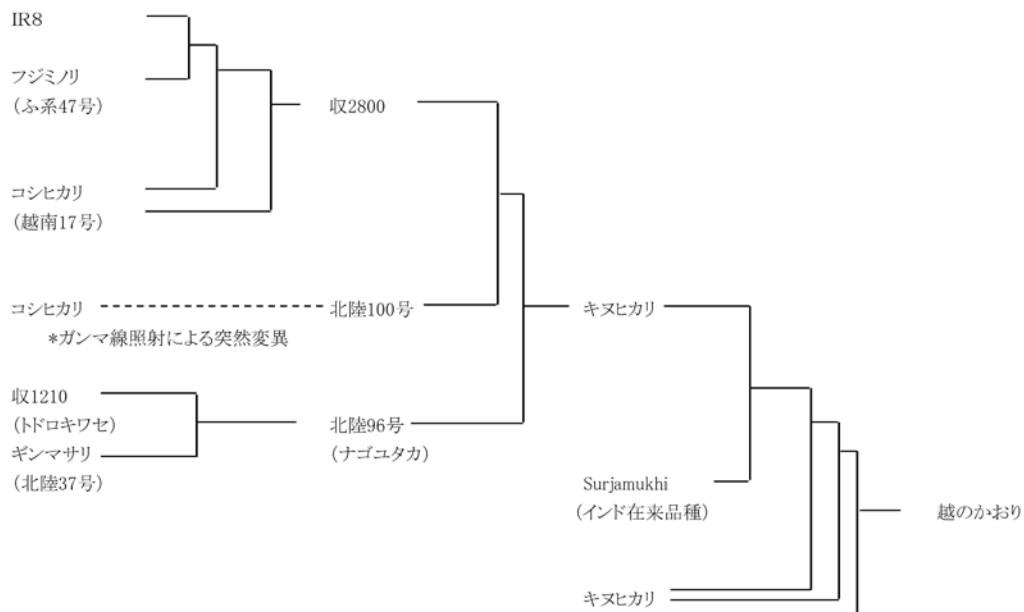 IR8
フジミノリ
(ふ系47号)
収2800
コシヒカリ
(越南17号)
コシヒカリ
北陸100号
キヌヒカリ
*ガンマ線照射による突然変異
収1210
(トドロキワセ)
北陸96号
ギンマサリ
(ナゴユタカ)
(北陸37号)
Surjamukhi
(インド在来品種)
越のかおり
キヌヒカリ